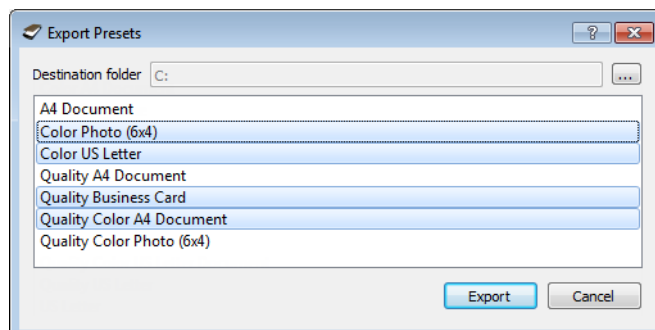 Export Presets
?
Destination folder C: ...
A4 Document
Color Photo (6x4)
Color US Letter
Quality A4 Document
Quality Business Card
Quality Color A4 Document
Quality Color Photo (6x4)
Export Cancel